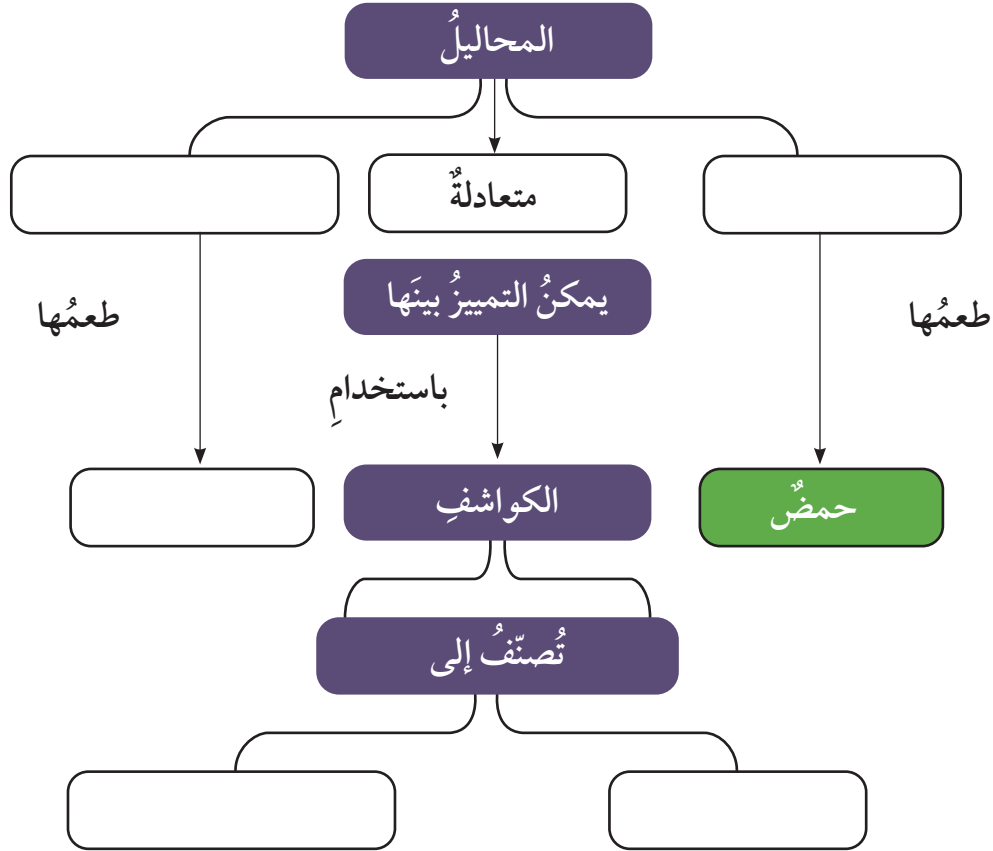 المحاليلُ
متعادلةٌ
يمكنُ التمييزُ بينَها
طعمُها
طعمُها
باستخدامِ
حمضٌ
الكواشفِ
تُصنّفُ إلى